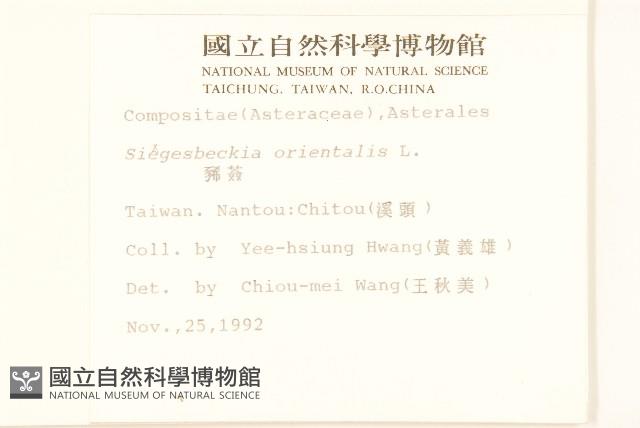 國立自然科學博物館
NATIONAL MUSEUM OF NATURAL SCIENCE
TAICHUNG, TAIWAN, R.O.CHINA
Compositae(Asteraceae),Asterales
Siegesbeckia orientalis L.
豨薟
Taiwan. Nantou:Chitou(溪頭)
Coll. by Yee-hsiung Hwang(黃義雄)
Det. by Chiou-mei Wang(王秋美)
Nov.,25,1992
國立自然科學博物館
NATIONAL MUSEUM OF NATURAL SCIENCE